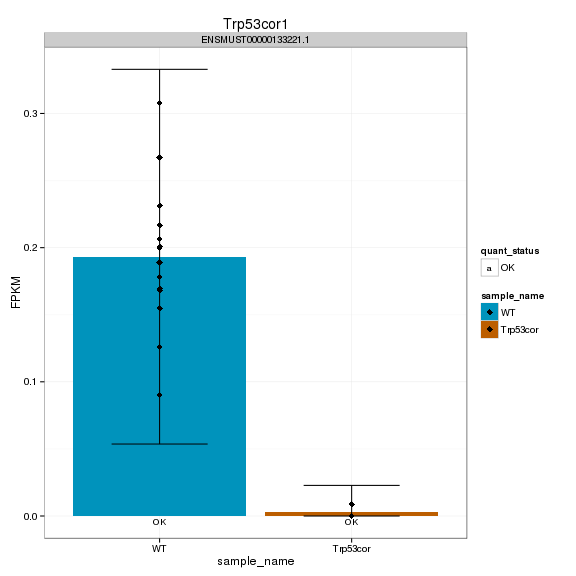 Trp53cor1
ENSMUST00000133221.1
FPKM
0.3
0.2
0.1
0.0
OK
OK
WT
Trp53cor
sample_name
quant_status
a OK
sample_name
WT
Trp53cor